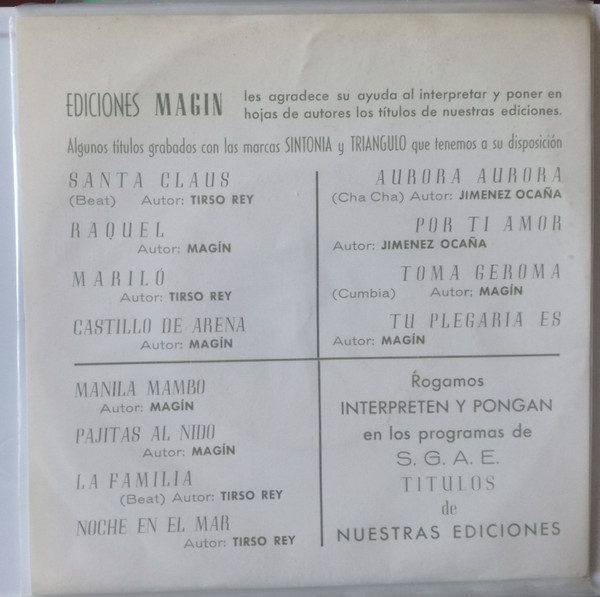 EDICIONES MAGIN les agradece su ayuda al interpretar y poner en
hojas de autores los títulos de nuestras ediciones.
Algunos títulos grabados con las marcas SINTONIA y TRIANGULO que tenemos a su disposición
SANTA CLAUS
(Beat) Autor: TIRSO REY
RAQUEL
Autor: MAGÍN
MARILÓ
Autor: TIRSO REY
CASTILLO DE ARENA
Autor: MAGÍN
AURORA AURORA
(Cha Cha) Autor: JIMENEZ OCAÑA
POR TI AMOR
Autor: JIMENEZ OCAÑA
TOMA GEROMA
(Cumbia) Autor; MAGÍN
TU PLEGARIA ES
Autor: MAGÍN
MANILA MAMBO
Autor: MAGÍN
PAJITAS AL NIDO
Autor: MAGÍN
LA FAMILIA
(Beat) Autor: TIRSO REY
NOCHE EN EL MAR
Autor: TIRSO REY
Rogamos
INTERPRETEN Y PONGAN
en los programas de
S. G. A. E.
TITULOS
de
NUESTRAS EDICIONES